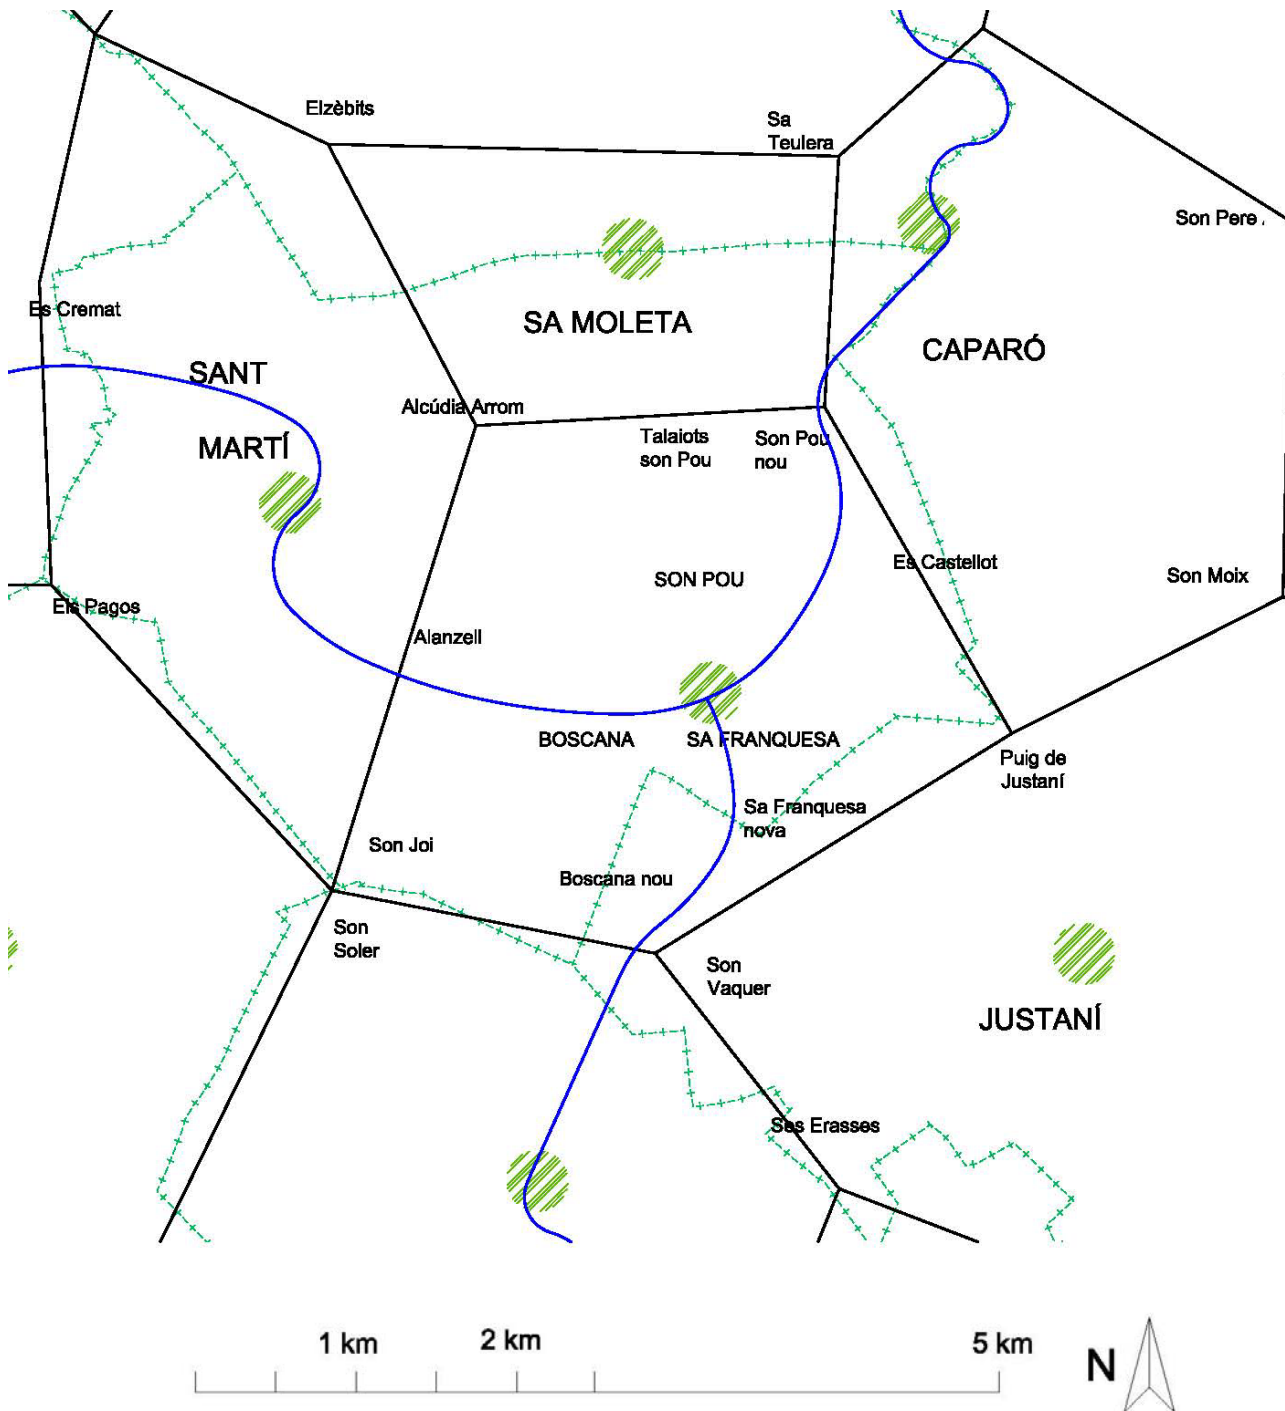 Elzèbits
Sa
Teulera
Son Pere
Es Cremat
SA MOLETA
CAPARÓ
SANT
MARTÍ
Alcúdia Arrom
Talaiots
son Pou
Son Pou
nou
Es Castellot
SON POU
Son Moix
Els Pagos
Alanzell
BOSCANA
SA FRANQUESA
Puig de
Justaní
Sa Franquesa
nova
Son Joi
Boscana nou
Son
Soler
Son
Vaquer
JUSTANÍ
Ses Erasses
1 km
2 km
5 km
N